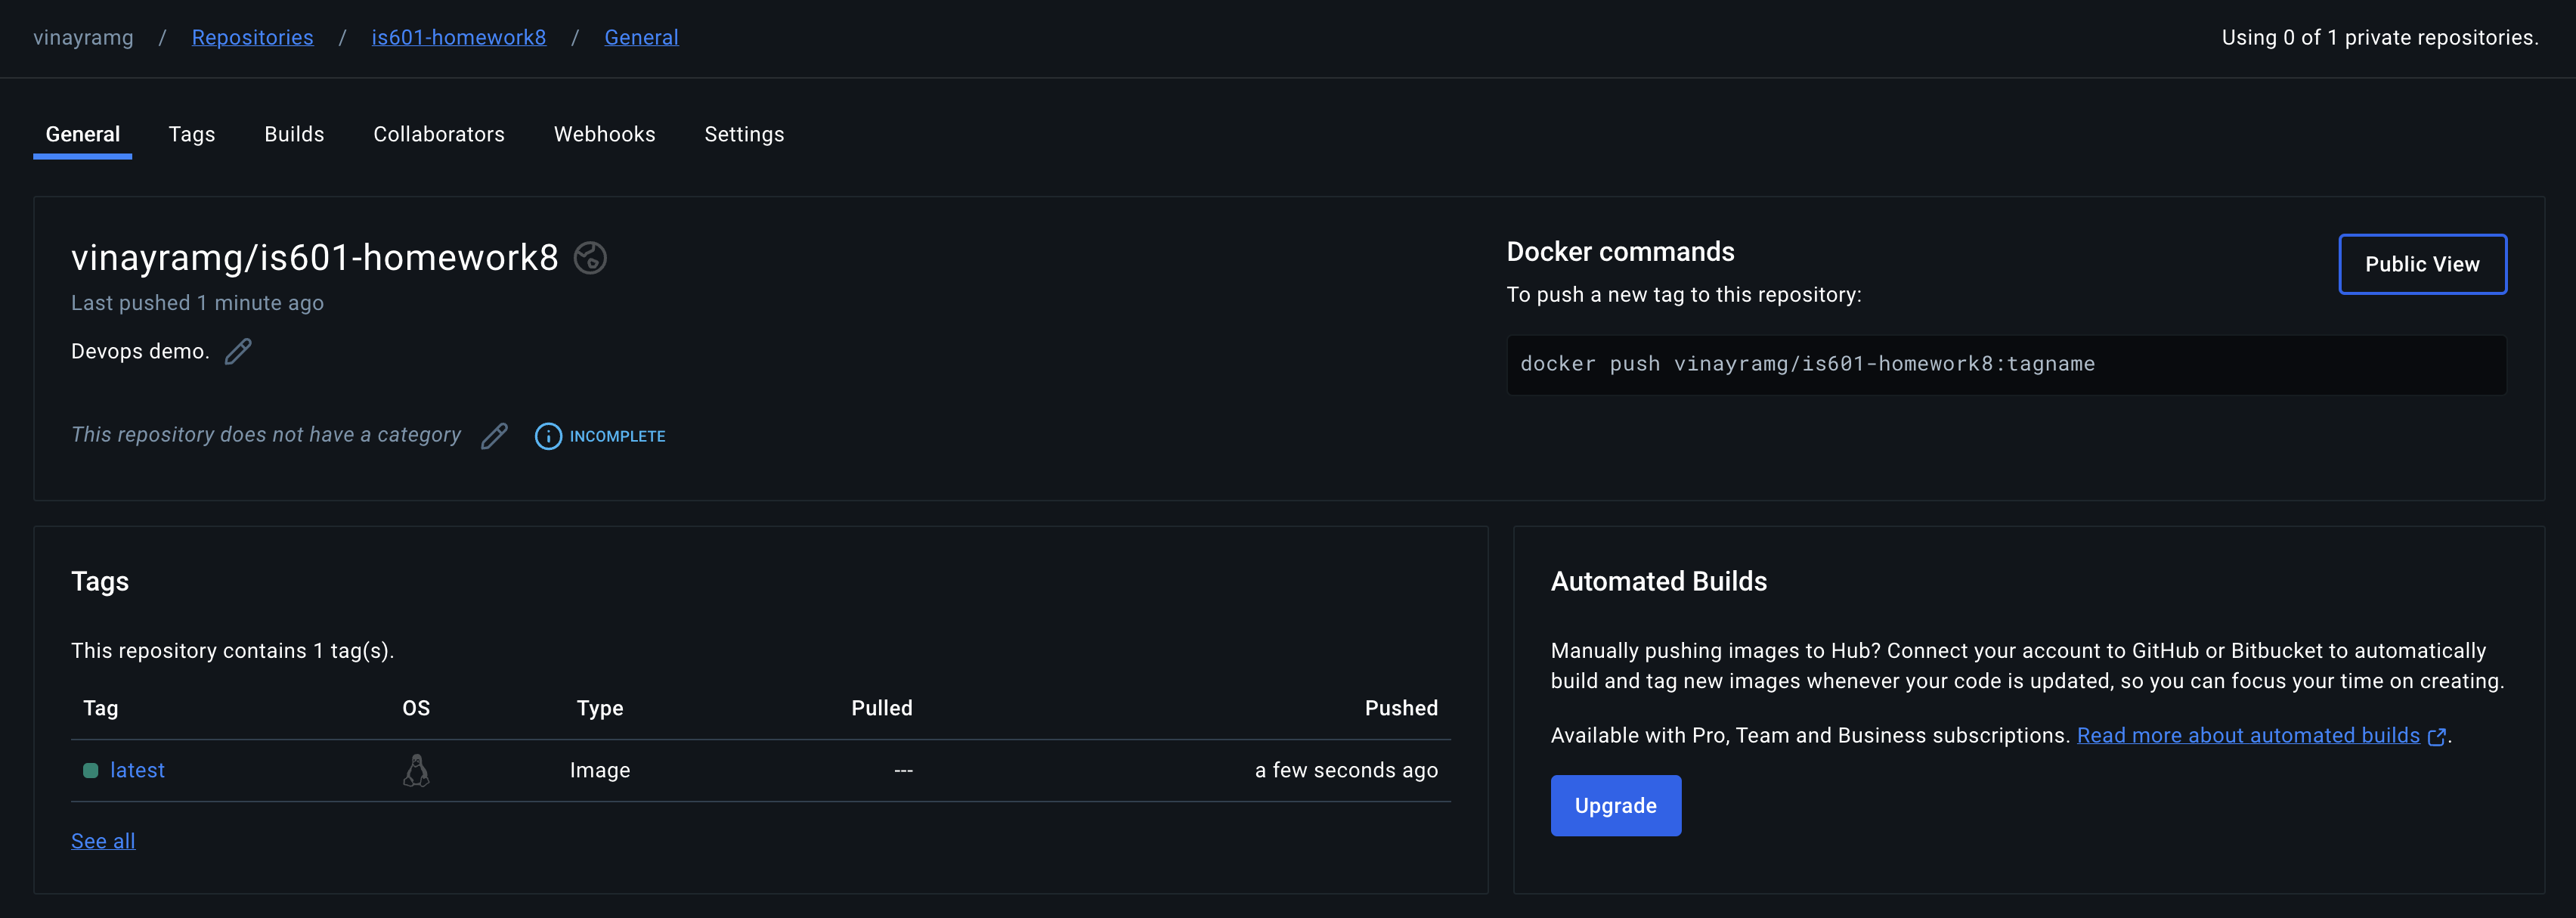 vinayramg / Repositories / is601-homework8 / General
Using 0 of 1 private repositories.
General Tags Builds Collaborators Webhooks Settings
vinayramg/is601-homework8
Last pushed 1 minute ago
Devops demo.
This repository does not have a category
INCOMPLETE
Docker commands
To push a new tag to this repository:
Public View
docker push vinayramg/is601-homework8:tagname
Tags
This repository contains 1 tag(s).
Tag OS Type Pulled Pushed
latest Image --- a few seconds ago
See all
Automated Builds
Manually pushing images to Hub? Connect your account to GitHub or Bitbucket to automatically
build and tag new images whenever your code is updated, so you can focus your time on creating.
Available with Pro, Team and Business subscriptions. Read more about automated builds .
Upgrade